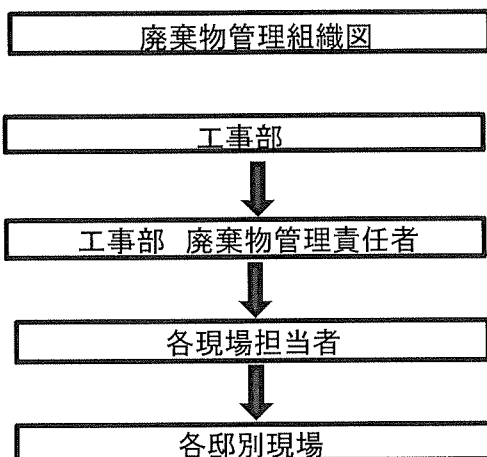 廃棄物管理組織図
工事部
工事部 廃棄物管理責任者
各現場担当者
各邸別現場